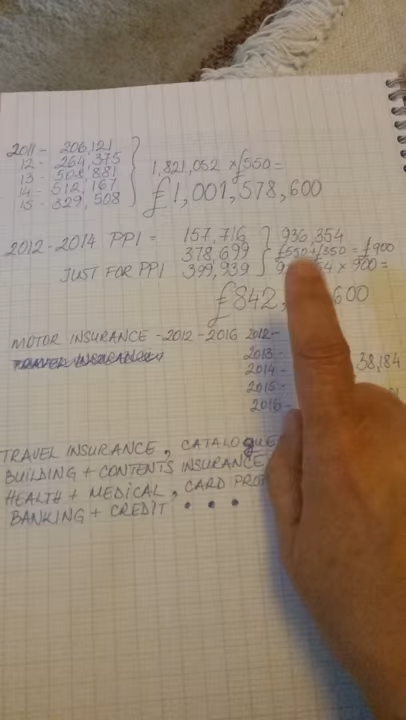 2011 - 206,121
12 - 264,375
13 - 508,881
14 - 512,167
15 - 329,508
1,821,052 x £550 =
£1,001,578,600
2012-2014 PPI = 157,716
378,699
JUST FOR PPI 399,939
936,354
£550 + £350 = £900
x 900 =
£842, 600
MOTOR INSURANCE - 2012-2016 2012-
2013-
2014 - 38,184
2015-
2016-
TRAVEL INSURANCE, CATALOGUE
BUILDING + CONTENTS INSURANCE
HEALTH + MEDICAL, CARD
BANKING + CREDIT . . .